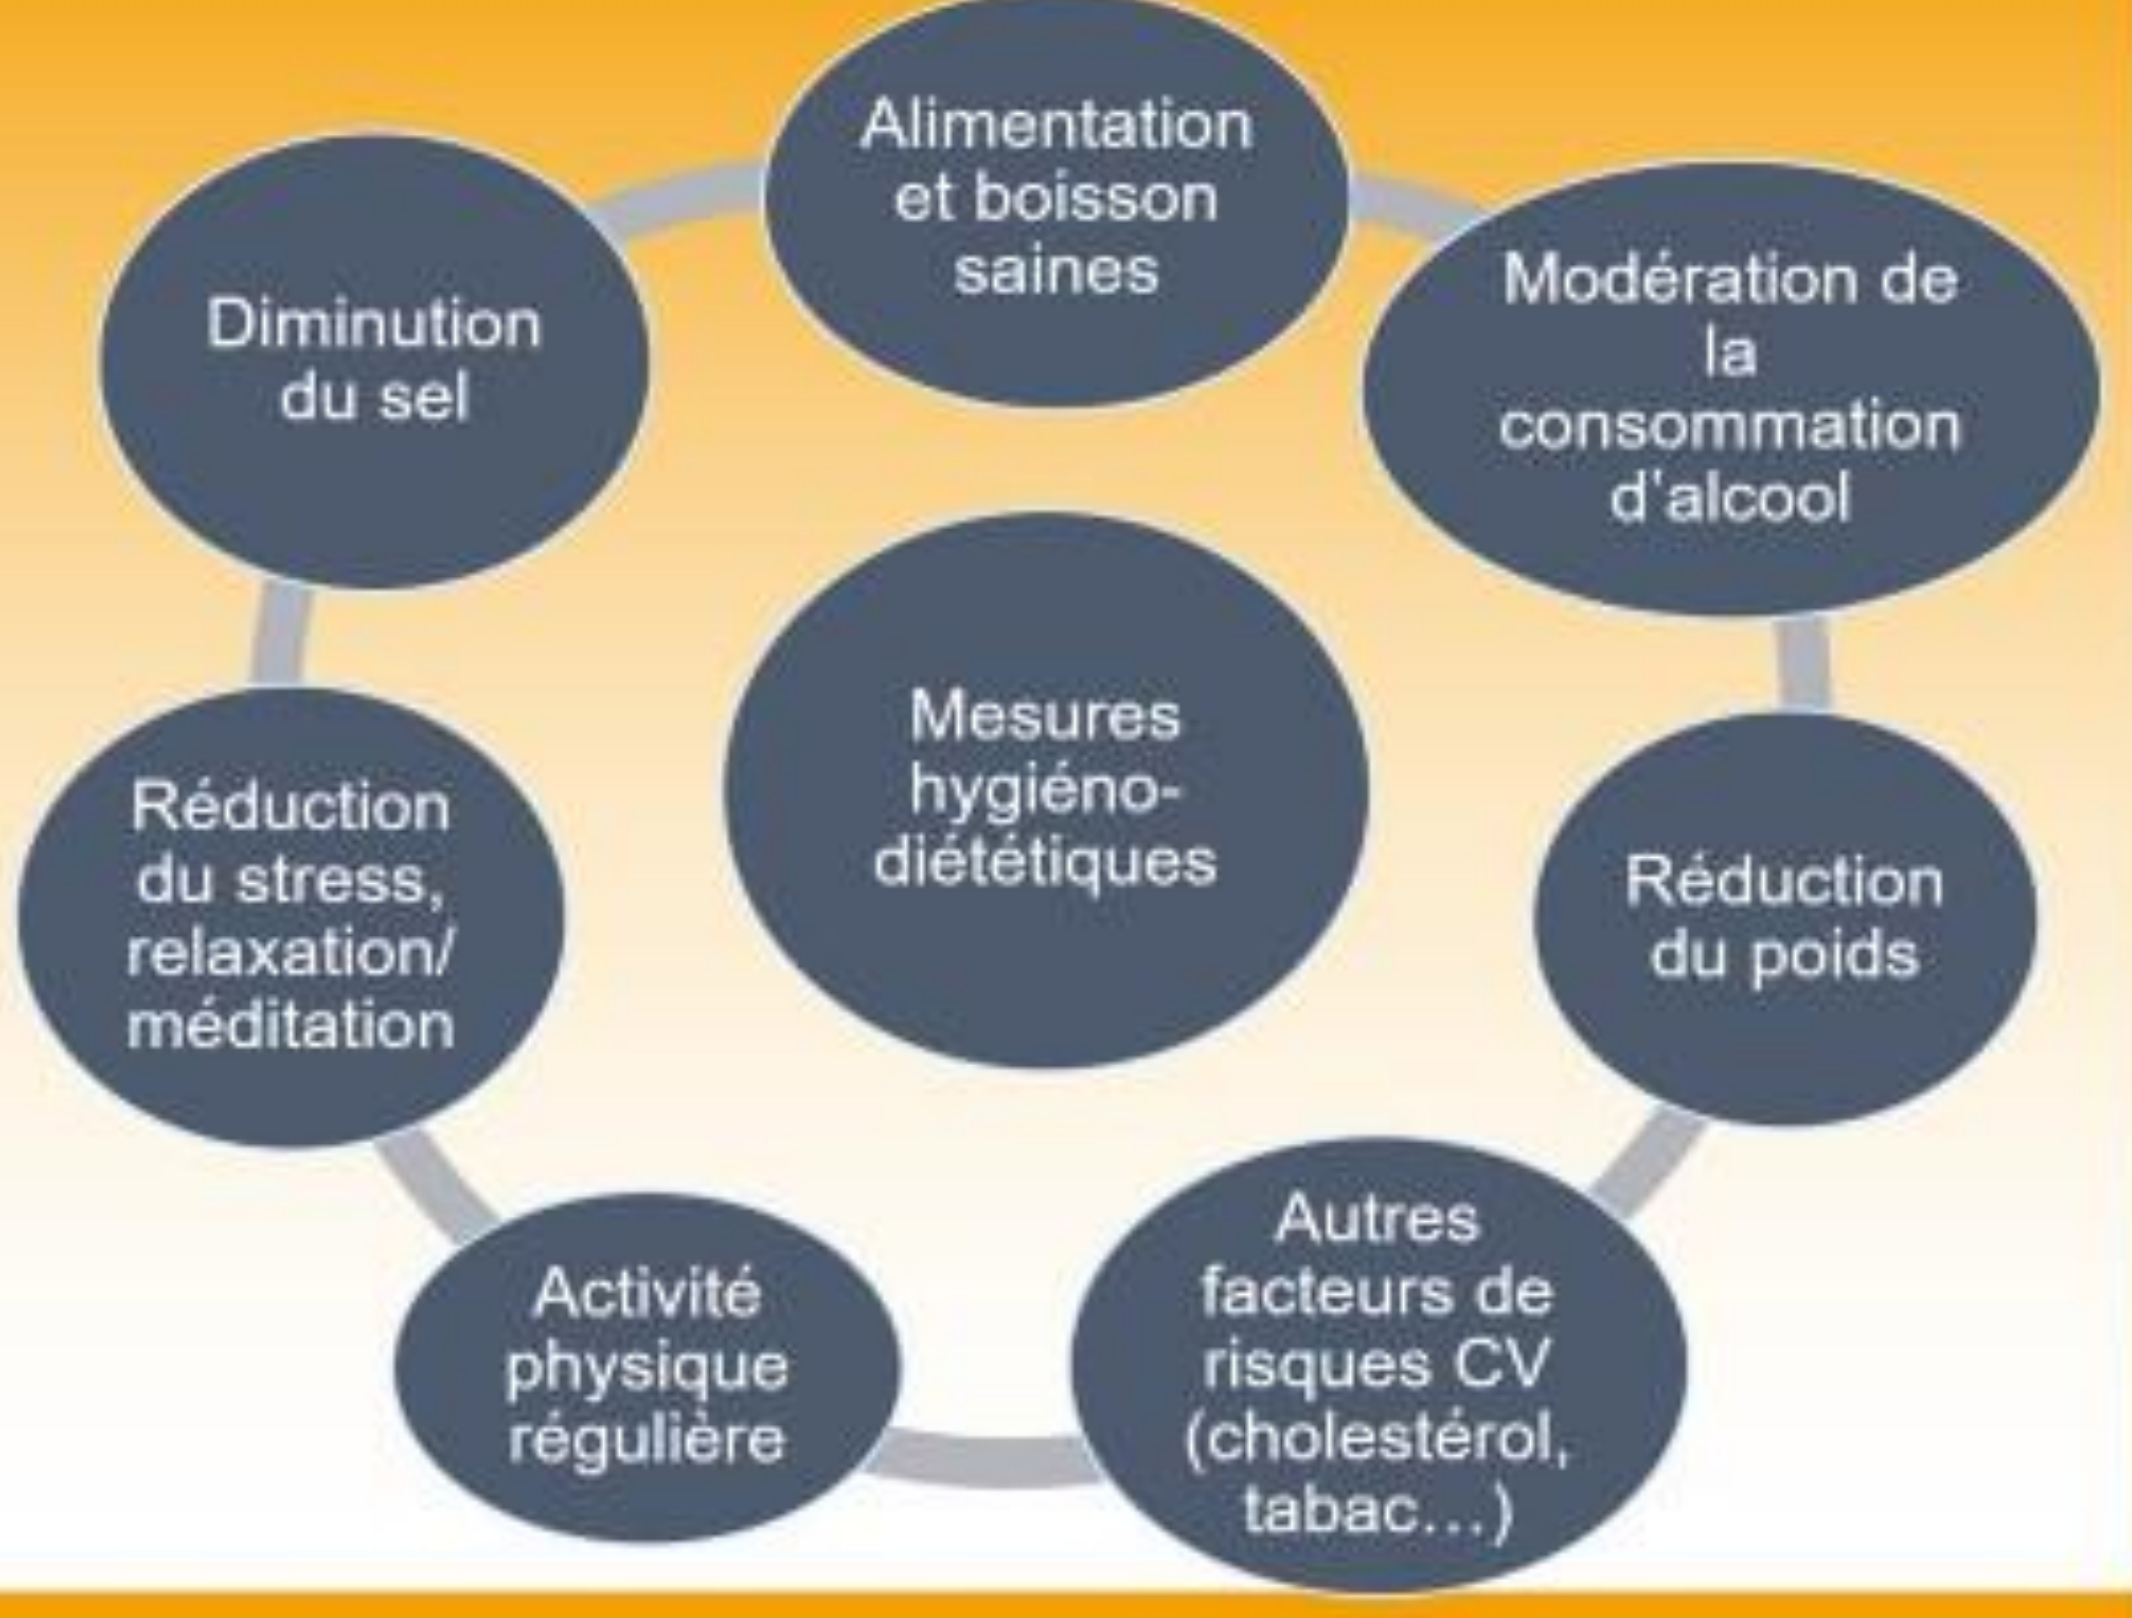 Alimentation
et boisson
saines
Modération de
la
consommation
d'alcool
Réduction
du poids
Autres
facteurs de
risques CV
(cholestérol,
tabac…)
Activité
physique
régulière
Réduction
du stress,
relaxation/
méditation
Diminution
du sel
Mesures
hygiéno-
diététiques